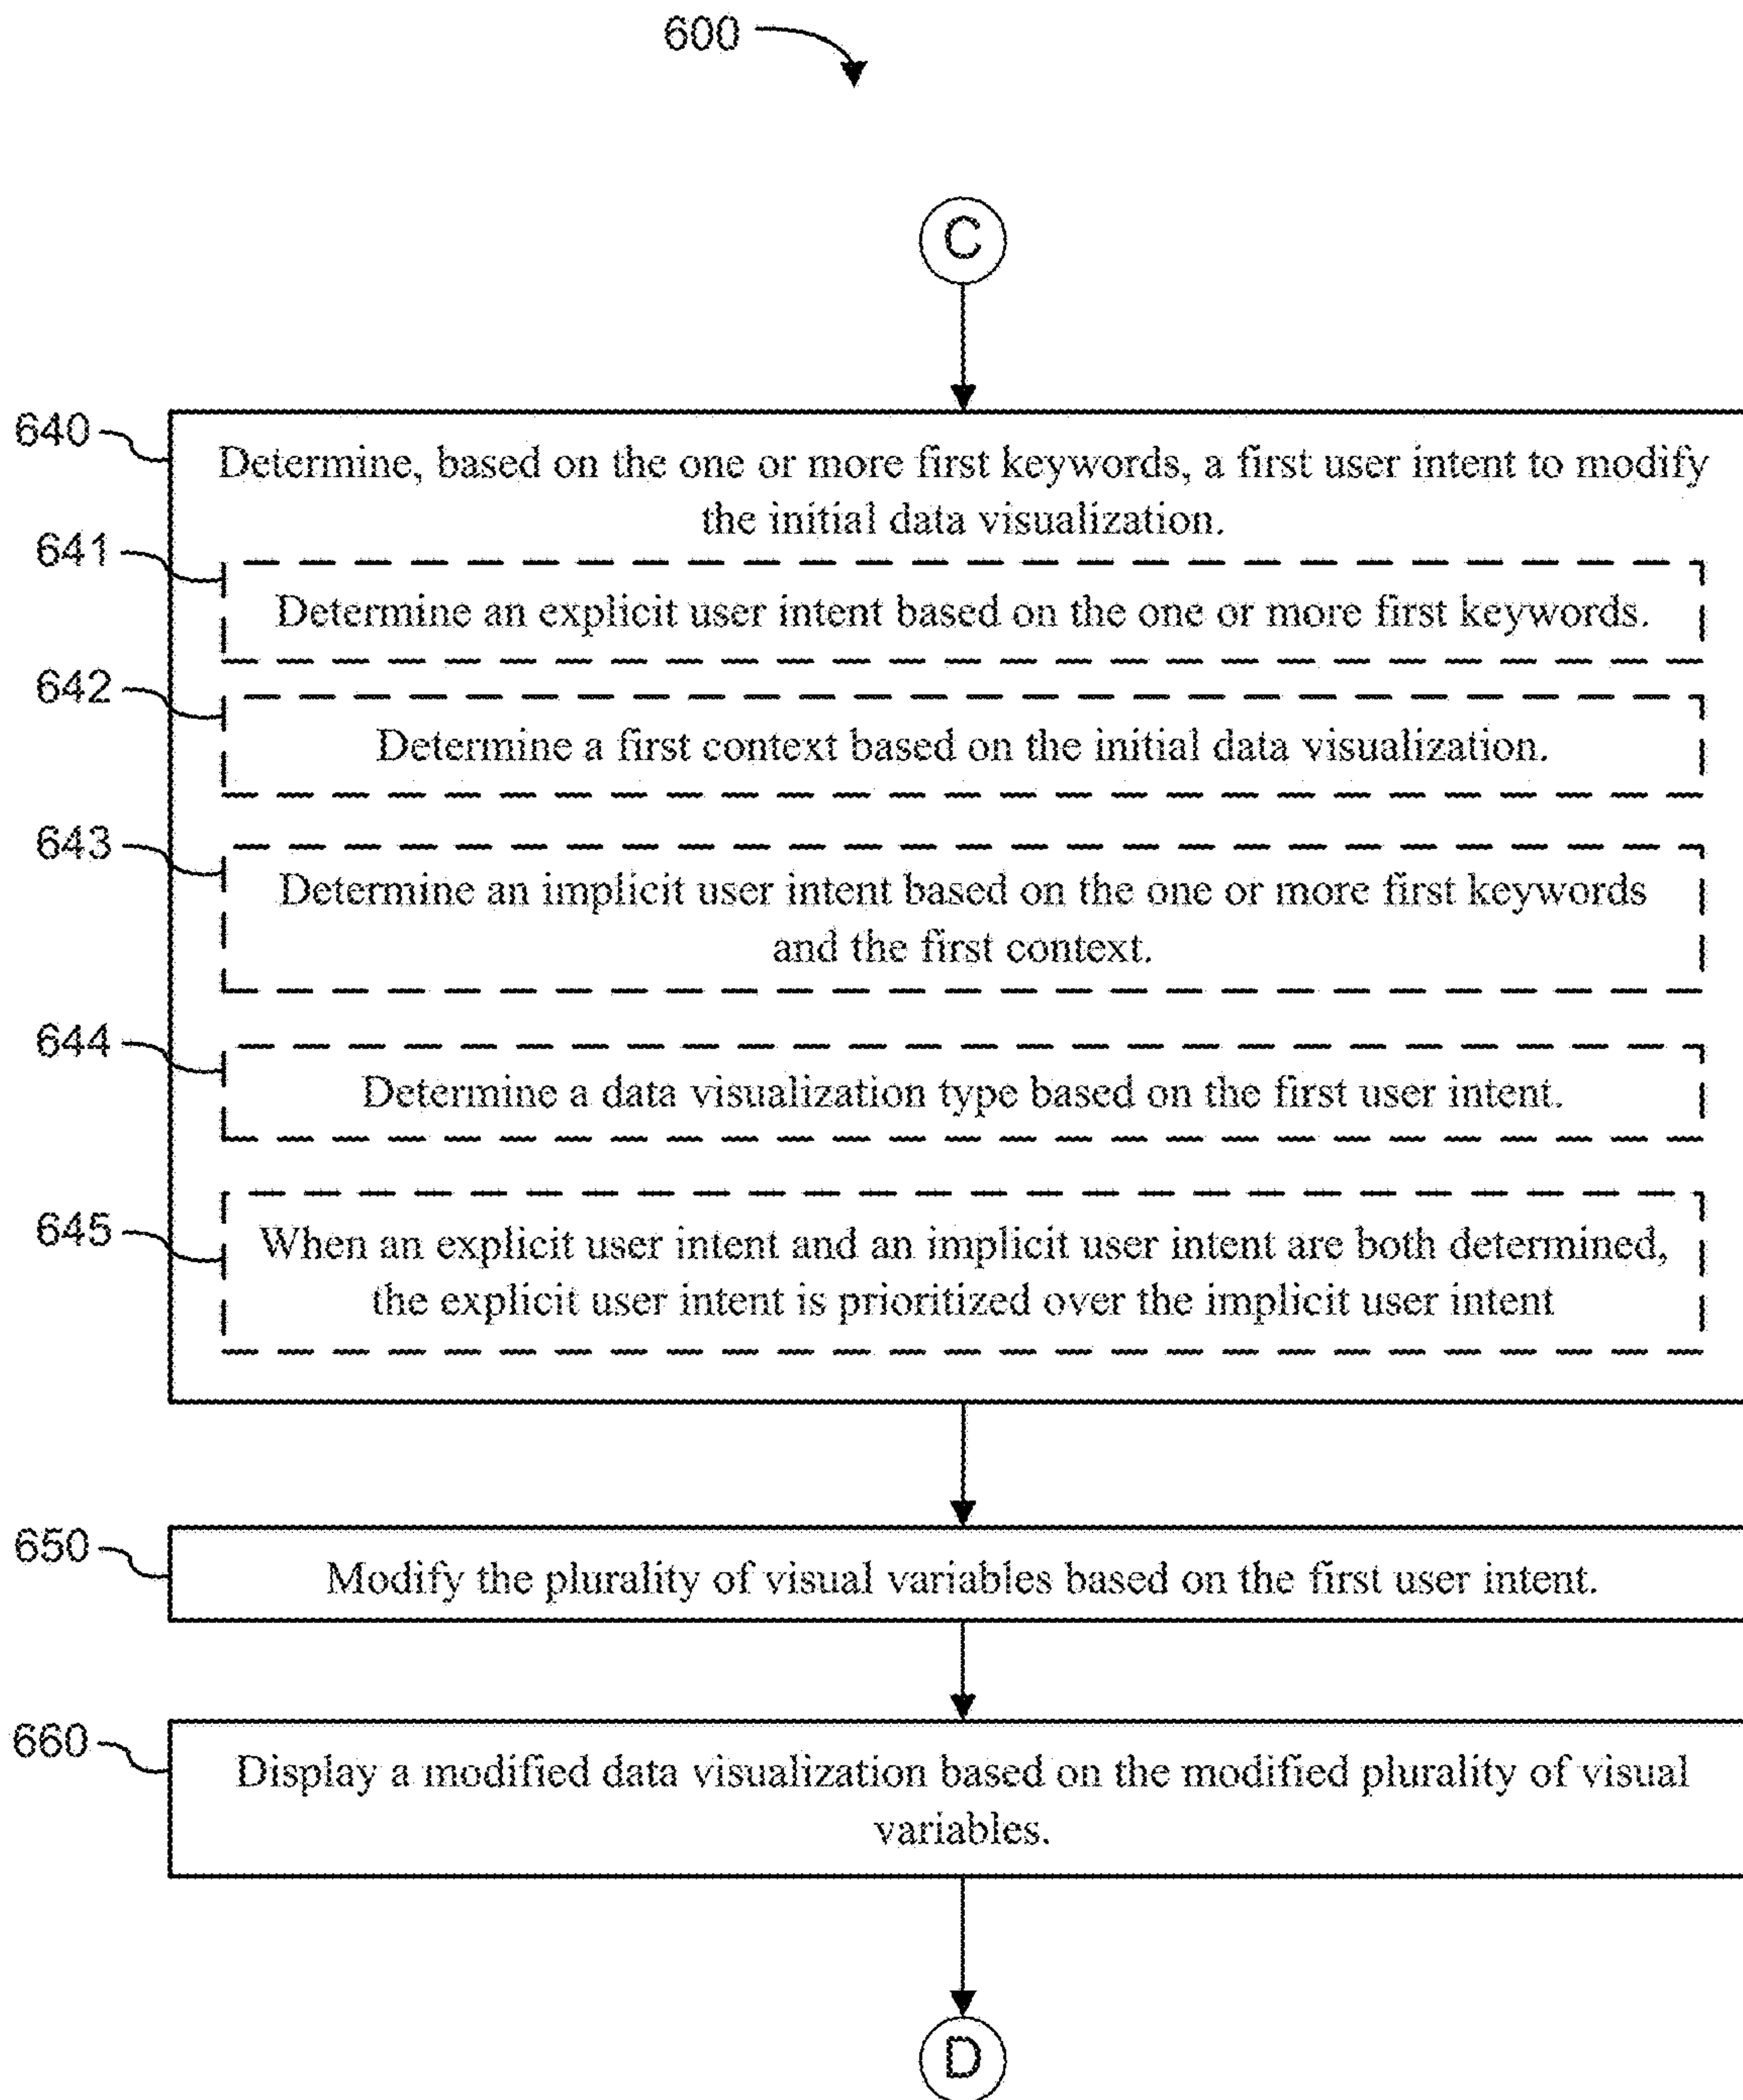 600
C
640
Determine, based on the one or more first keywords, a first user intent to modify
the initial data visualization.
641
Determine an explicit user intent based on the one or more first keywords.
642
Determine a first context based on the initial data visualization.
643
Determine an implicit user intent based on the one or more first keywords
and the first context.
644
Determine a data visualization type based on the first user intent.
645
When an explicit user intent and an implicit user intent are both determined,
the explicit user intent is prioritized over the implicit user intent
650
Modify the plurality of visual variables based on the first user intent.
660
Display a modified data visualization based on the modified plurality of visual
variables.
D